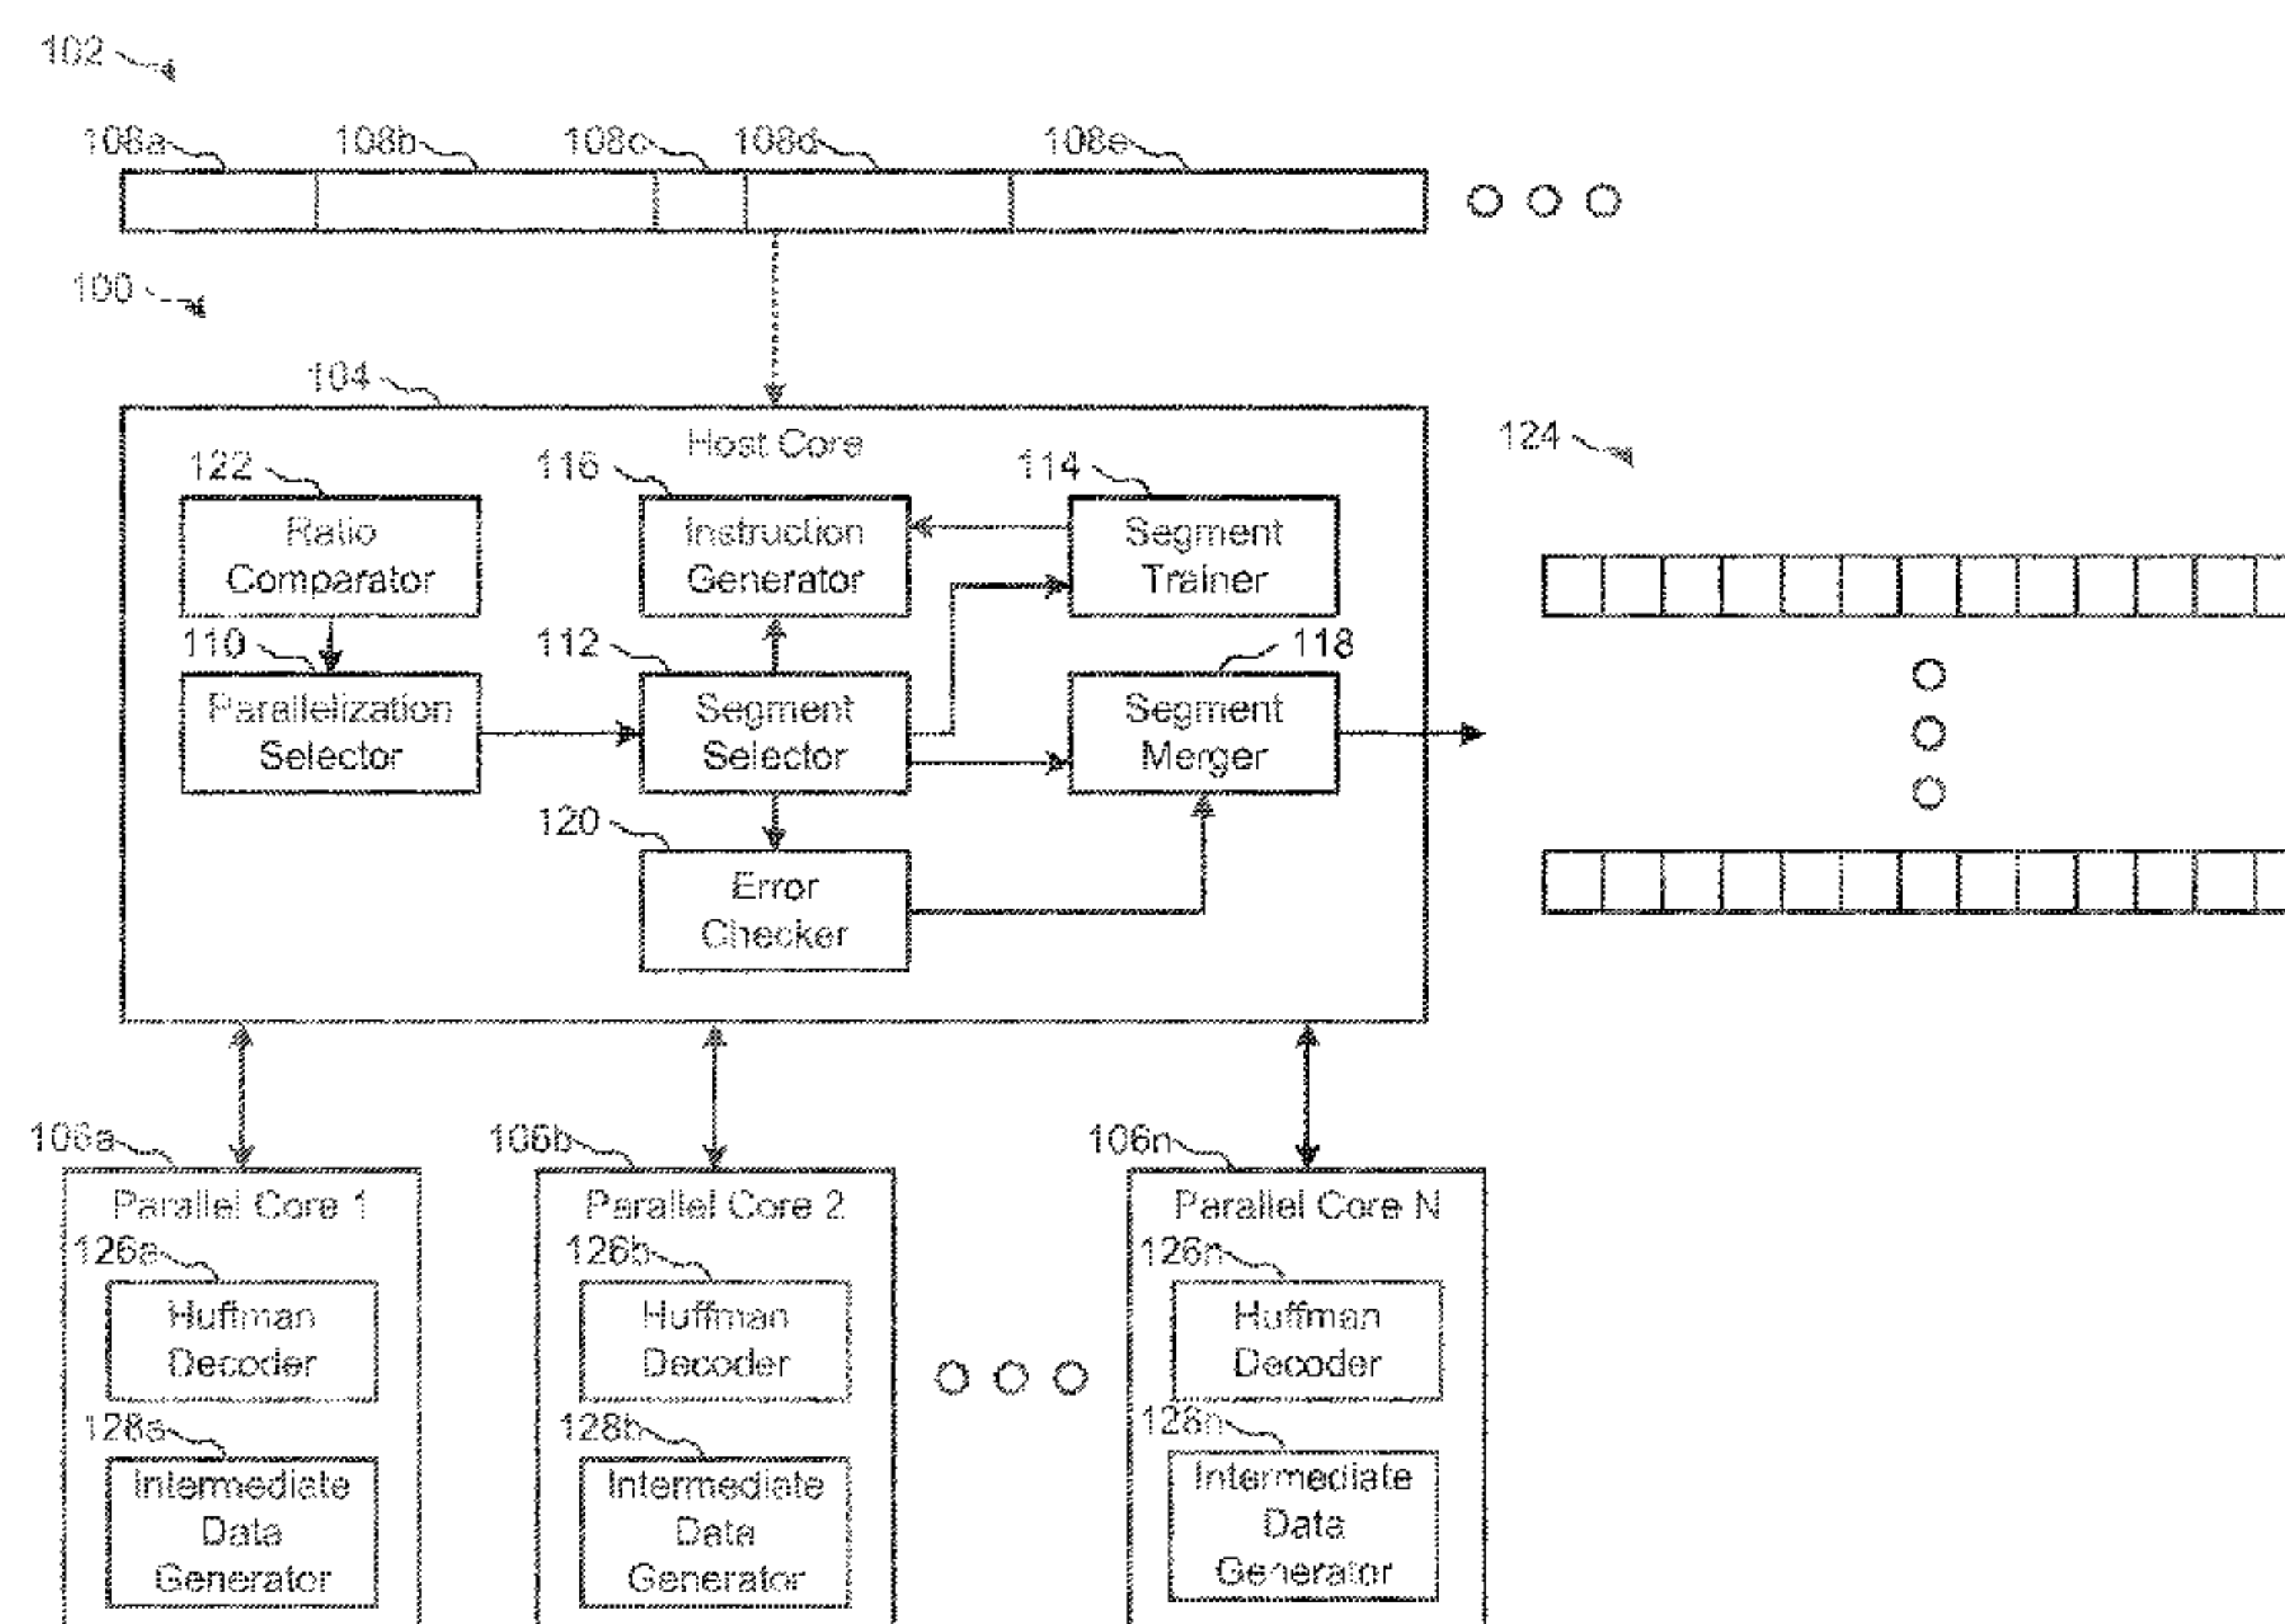 102
108a 108b 108c 108d 108e
100
104
Host Core
124
122 116 114
Ratio
Comparator
Instruction
Generator
Segment
Trainer
110 112 118
Parallelization
Selector
Segment
Selector
Segment
Merger
120
Error
Checker
106a 106b 106n
Parallel Core 1
Parallel Core 2
Parallel Core N
126a 126b 126n
Huffman
Decoder
Huffman
Decoder
Huffman
Decoder
128a 128b 128n
Intermediate
Data
Generator
Intermediate
Data
Generator
Intermediate
Data
Generator